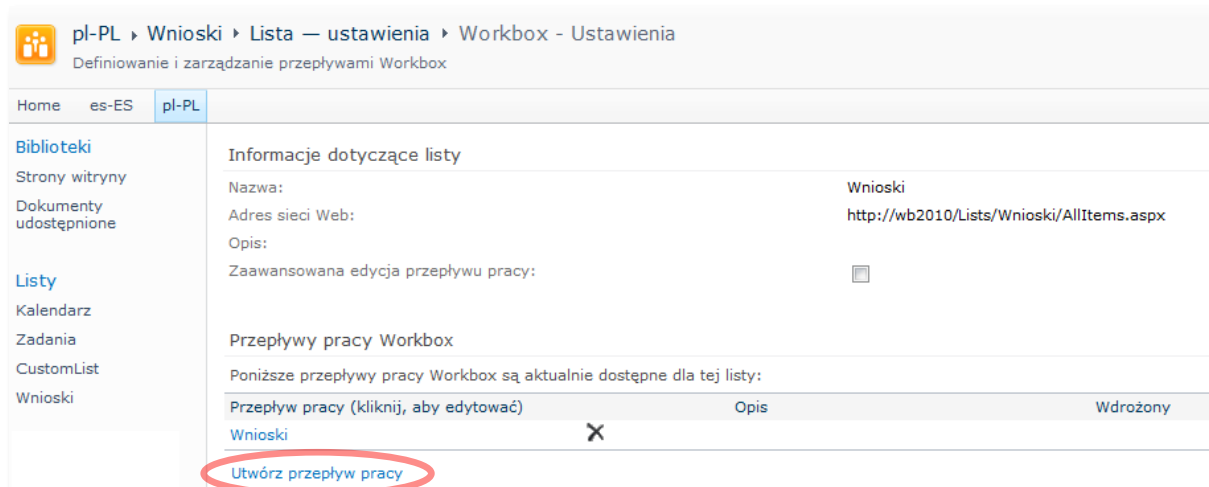 pl-PL ▸ Wnioski ▸ Lista — ustawienia ▸ Workbox - Ustawienia
Definiowanie i zarządzanie przepływami Workbox
Home es-ES pl-PL
Biblioteki
Strony witryny
Dokumenty
udostępnione
Listy
Kalendarz
Zadania
CustomList
Wnioski
Informacje dotyczące listy
Nazwa: Wnioski
Adres sieci Web: http://wb2010/Lists/Wnioski/AllItems.aspx
Opis:
Zaawansowana edycja przepływu pracy:
Przepływy pracy Workbox
Poniższe przepływy pracy Workbox są aktualnie dostępne dla tej listy:
Przepływ pracy (kliknij, aby edytować) Opis Wdrożony
Wnioski
Utwórz przepływ pracy